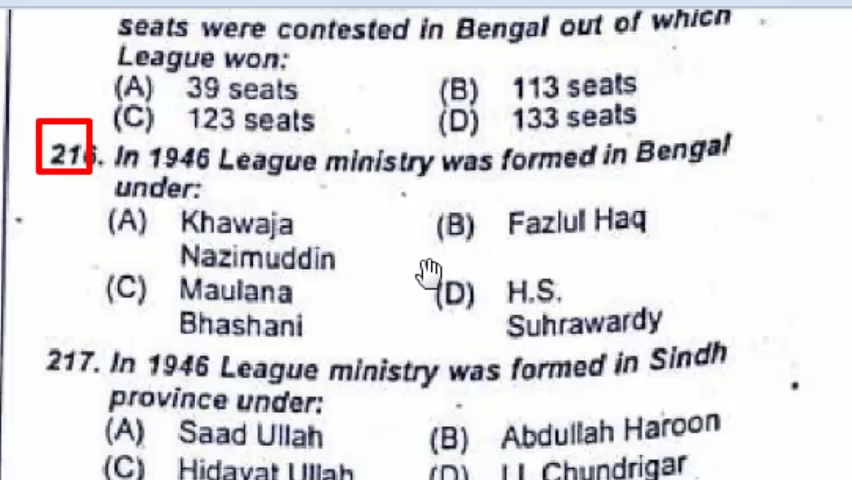 seats were contested in Bengal out of which
League won:
(A) 39 seats (B) 113 seats
(C) 123 seats (D) 133 seats
216. In 1946 League ministry was formed in Bengal
under:
(A) Khawaja (B) Fazlul Haq
Nazimuddin
(C) Maulana (D) H.S.
Bhashani Suhrawardy
217. In 1946 League ministry was formed in Sindh
province under:
(A) Saad Ullah (B) Abdullah Haroon
(C) Hidayat Ullah (D) I.I. Chundrigar